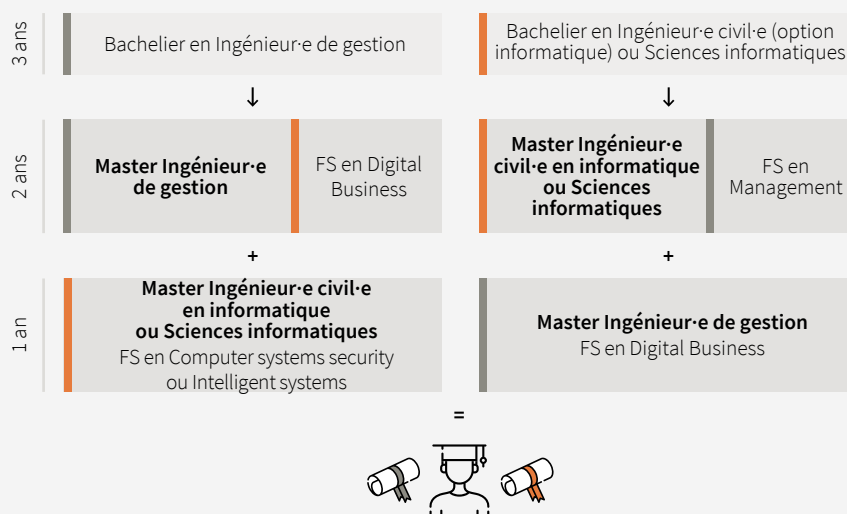 3 ans
Bachelier en Ingénieur·e de gestion
Bachelier en Ingénieur·e civil·e (option
informatique) ou Sciences informatiques
↓
↓
2 ans
Master Ingénieur·e
de gestion
FS en Digital
Business
Master Ingénieur·e
civil·e en informatique
ou Sciences
informatiques
FS en
Management
+
+
1 an
Master Ingénieur·e civil·e
en informatique
ou Sciences informatiques
FS en Computer systems security
ou Intelligent systems
Master Ingénieur·e de gestion
FS en Digital Business
=